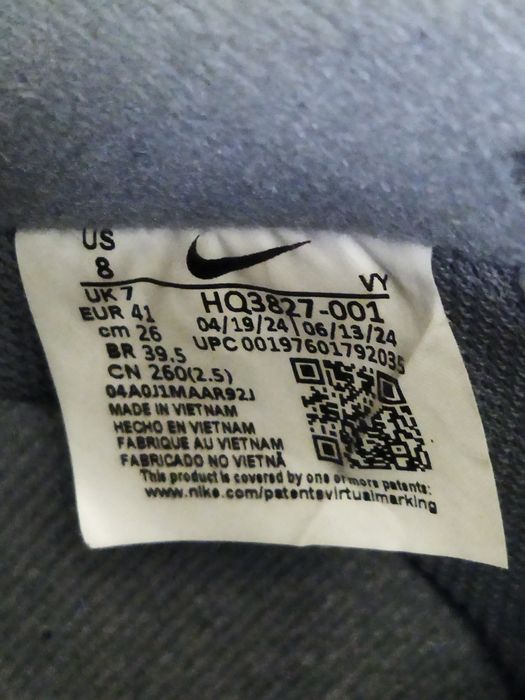 US
8
VY
UK 7
EUR 41
cm 26
BR 39.5
CN 260(2.5)
HQ3827-001
04/19/24 | 06/13/24
UPC 00197601792035
04A0J1MAAR92J
MADE IN VIETNAM
HECHO EN VIETNAM
FABRIQUE AU VIETNAM
FABRICADO NO VIETNÃ
This product is covered by one or more patents:
www.nike.com/patentsvirtualmarking